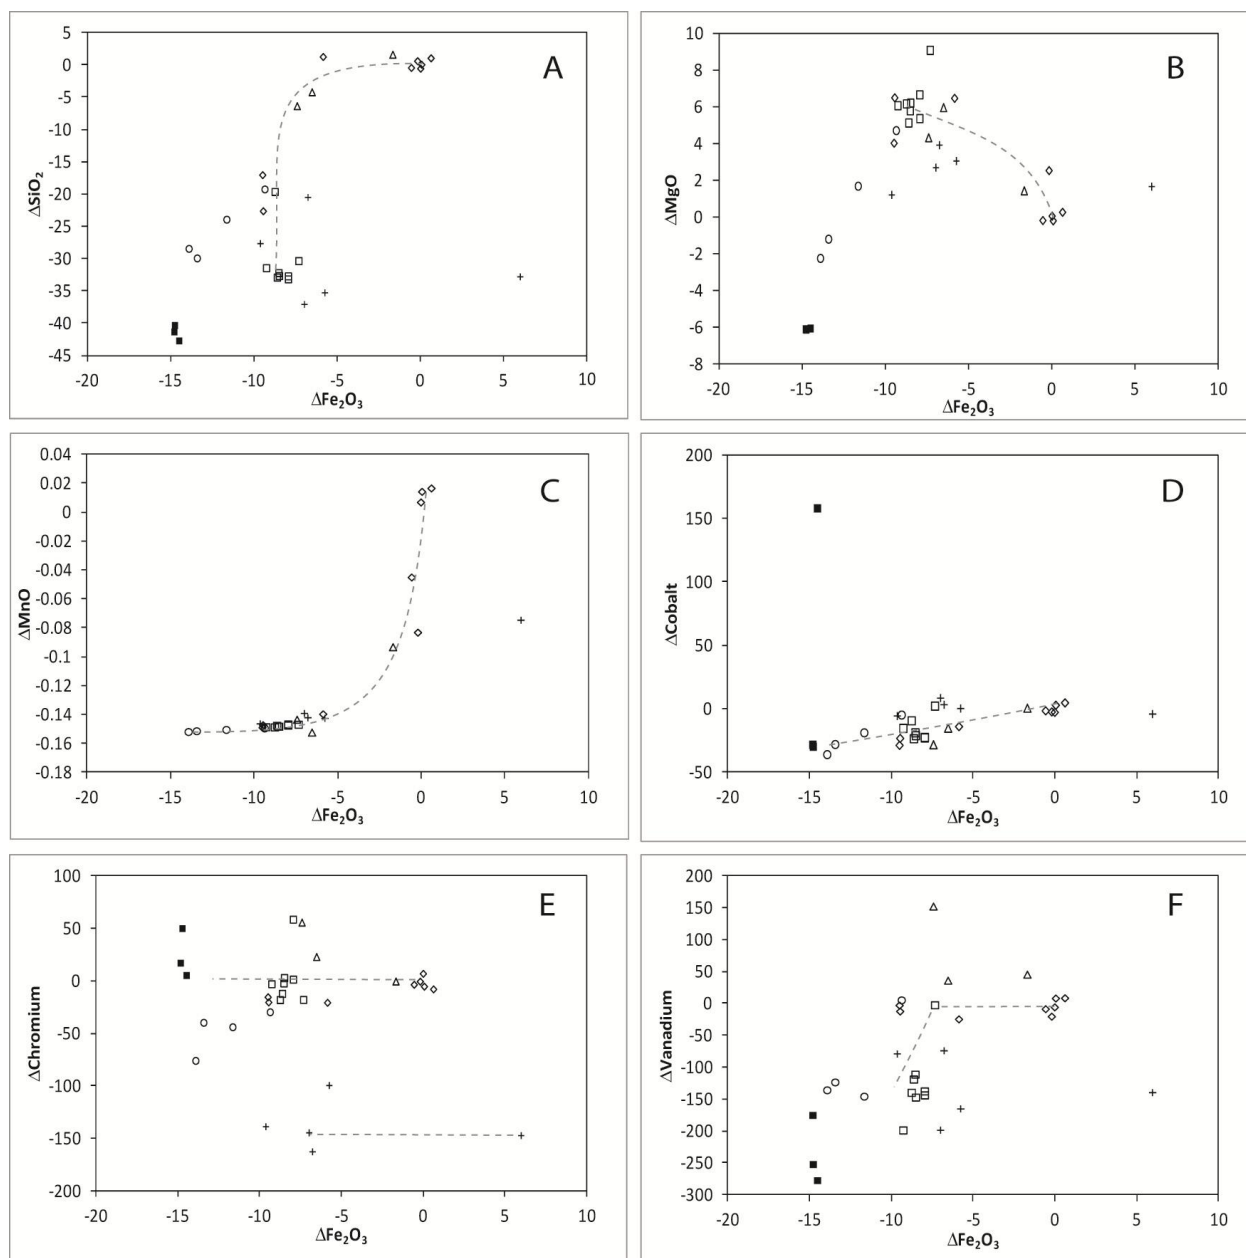 A
5
0
-5
-10
-15
-20
-25
-30
-35
-40
-45
-20 -15 -10 -5 0 5 10
ΔSiO₂
ΔFe₂O₃
B
10
8
6
4
2
0
-2
-4
-6
-8
-20 -15 -10 -5 0 5 10
ΔMgO
ΔFe₂O₃
C
0.04
0.02
0
-0.02
-0.04
-0.06
-0.08
-0.1
-0.12
-0.14
-0.16
-0.18
-20 -15 -10 -5 0 5 10
ΔMnO
ΔFe₂O₃
D
200
150
100
50
0
-50
-20 -15 -10 -5 0 5 10
ΔCobalt
ΔFe₂O₃
E
100
50
0
-50
-100
-150
-200
-20 -15 -10 -5 0 5 10
ΔChromium
ΔFe₂O₃
F
200
150
100
50
0
-50
-100
-150
-200
-250
-300
-20 -15 -10 -5 0 5 10
ΔVanadium
ΔFe₂O₃